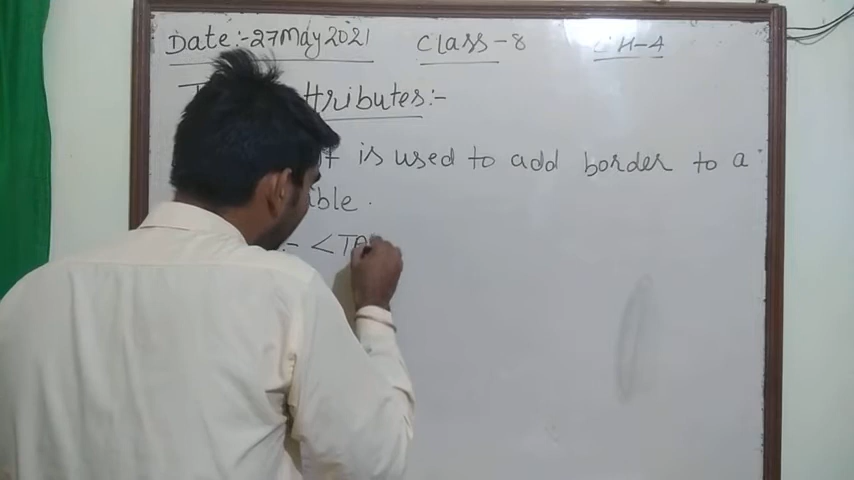 Date:-27May2021 Class-8 CH-4
ttributes:-
t is used to add border to a
ble.
:- <TA